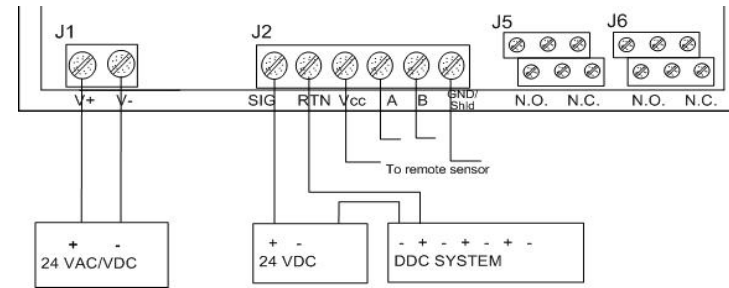 J1 J2 J5 J6
V+ V- SIG RTN Vcc A B GND/ Shld N.O. N.C. N.O. N.C.
To remote sensor
+ - + - - + - + - + -
24 VAC/VDC 24 VDC DDC SYSTEM